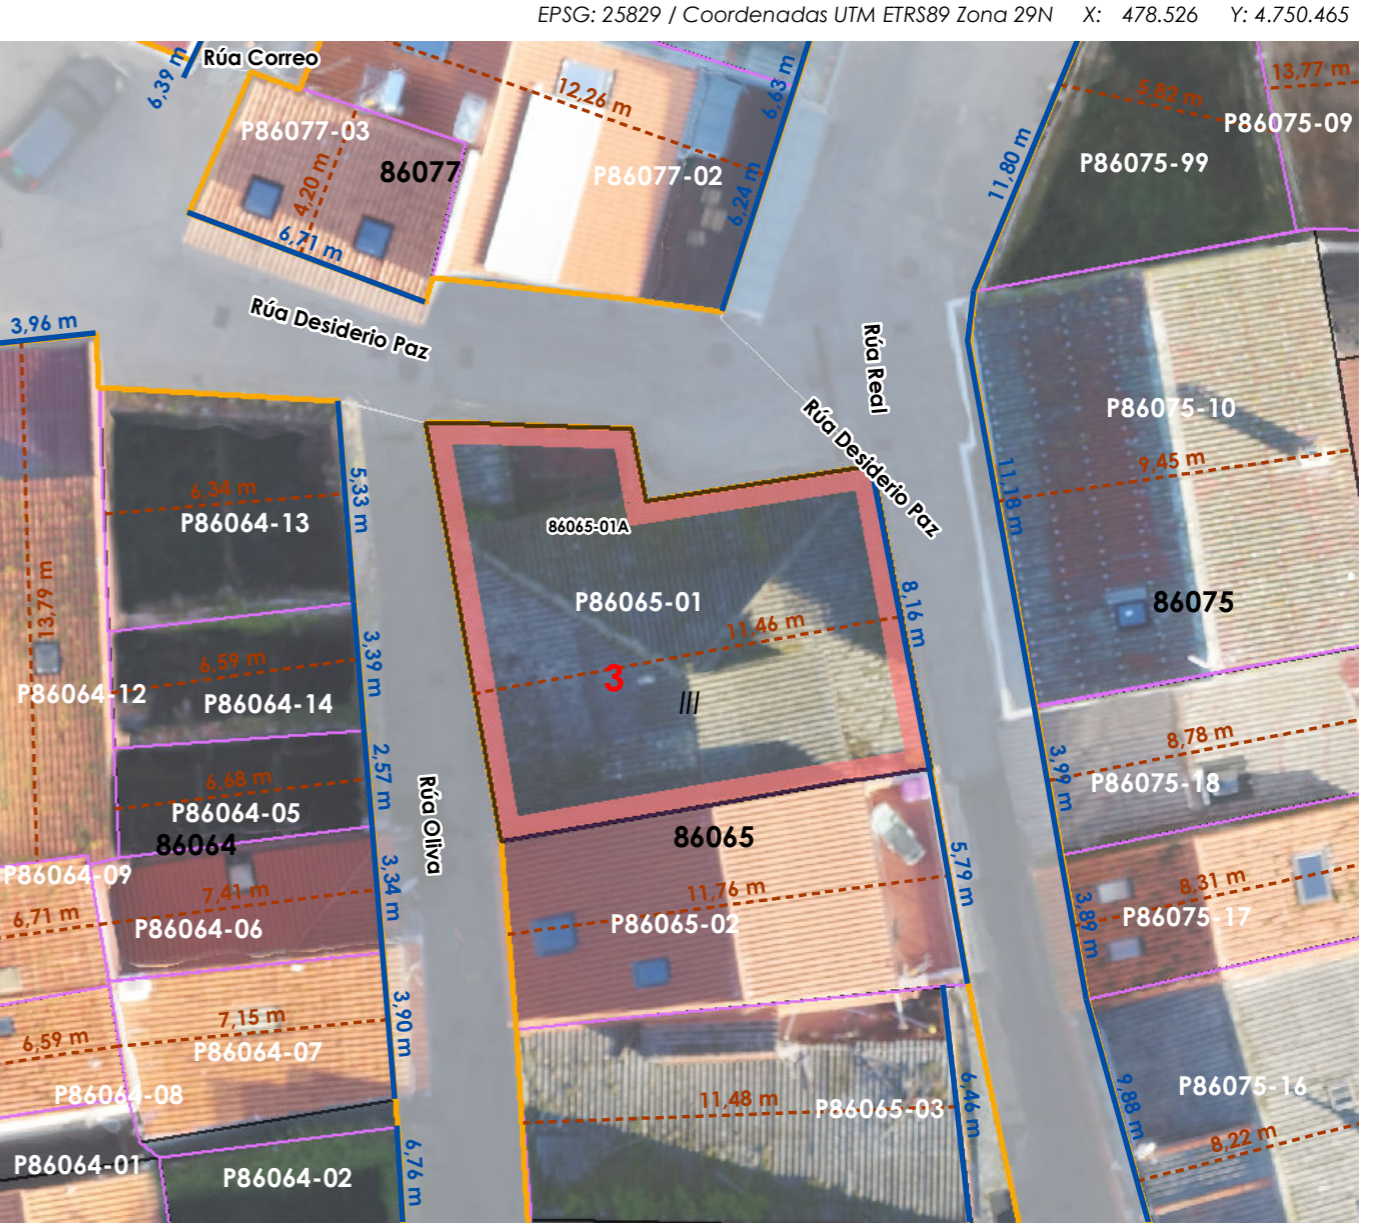 EPSG: 25829 / Coordenadas UTM ETRS89 Zona 29N X: 478.526 Y: 4.750.465
Rúa Correo
6,39 m
12,26 m
6,63 m
5,82 m
13,77 m
P86077-03
86077
P86077-02
P86075-99
P86075-09
4,20 m
6,24 m
11,80 m
6,71 m
Rúa Desiderio Paz
3,96 m
Rúa Real
Rúa Desiderio Paz
P86075-10
9,45 m
11,18 m
6,34 m
P86064-13
5,33 m
86065-01A
13,79 m
P86065-01
11,46 m
8,16 m
86075
6,59 m
3,39 m
P86064-12
P86064-14
3
III
8,78 m
P86075-18
3,99 m
6,68 m
P86064-05
2,57 m
Rúa Oliva
86064
86065
P86064-09
7,41 m
3,34 m
11,76 m
5,79 m
8,31 m
6,71 m
P86064-06
P86065-02
P86075-17
3,89 m
7,15 m
3,90 m
6,59 m
P86064-07
P86064-08
11,48 m
P86065-03
6,46 m
P86075-16
9,88 m
8,22 m
P86064-01
P86064-02
6,76 m